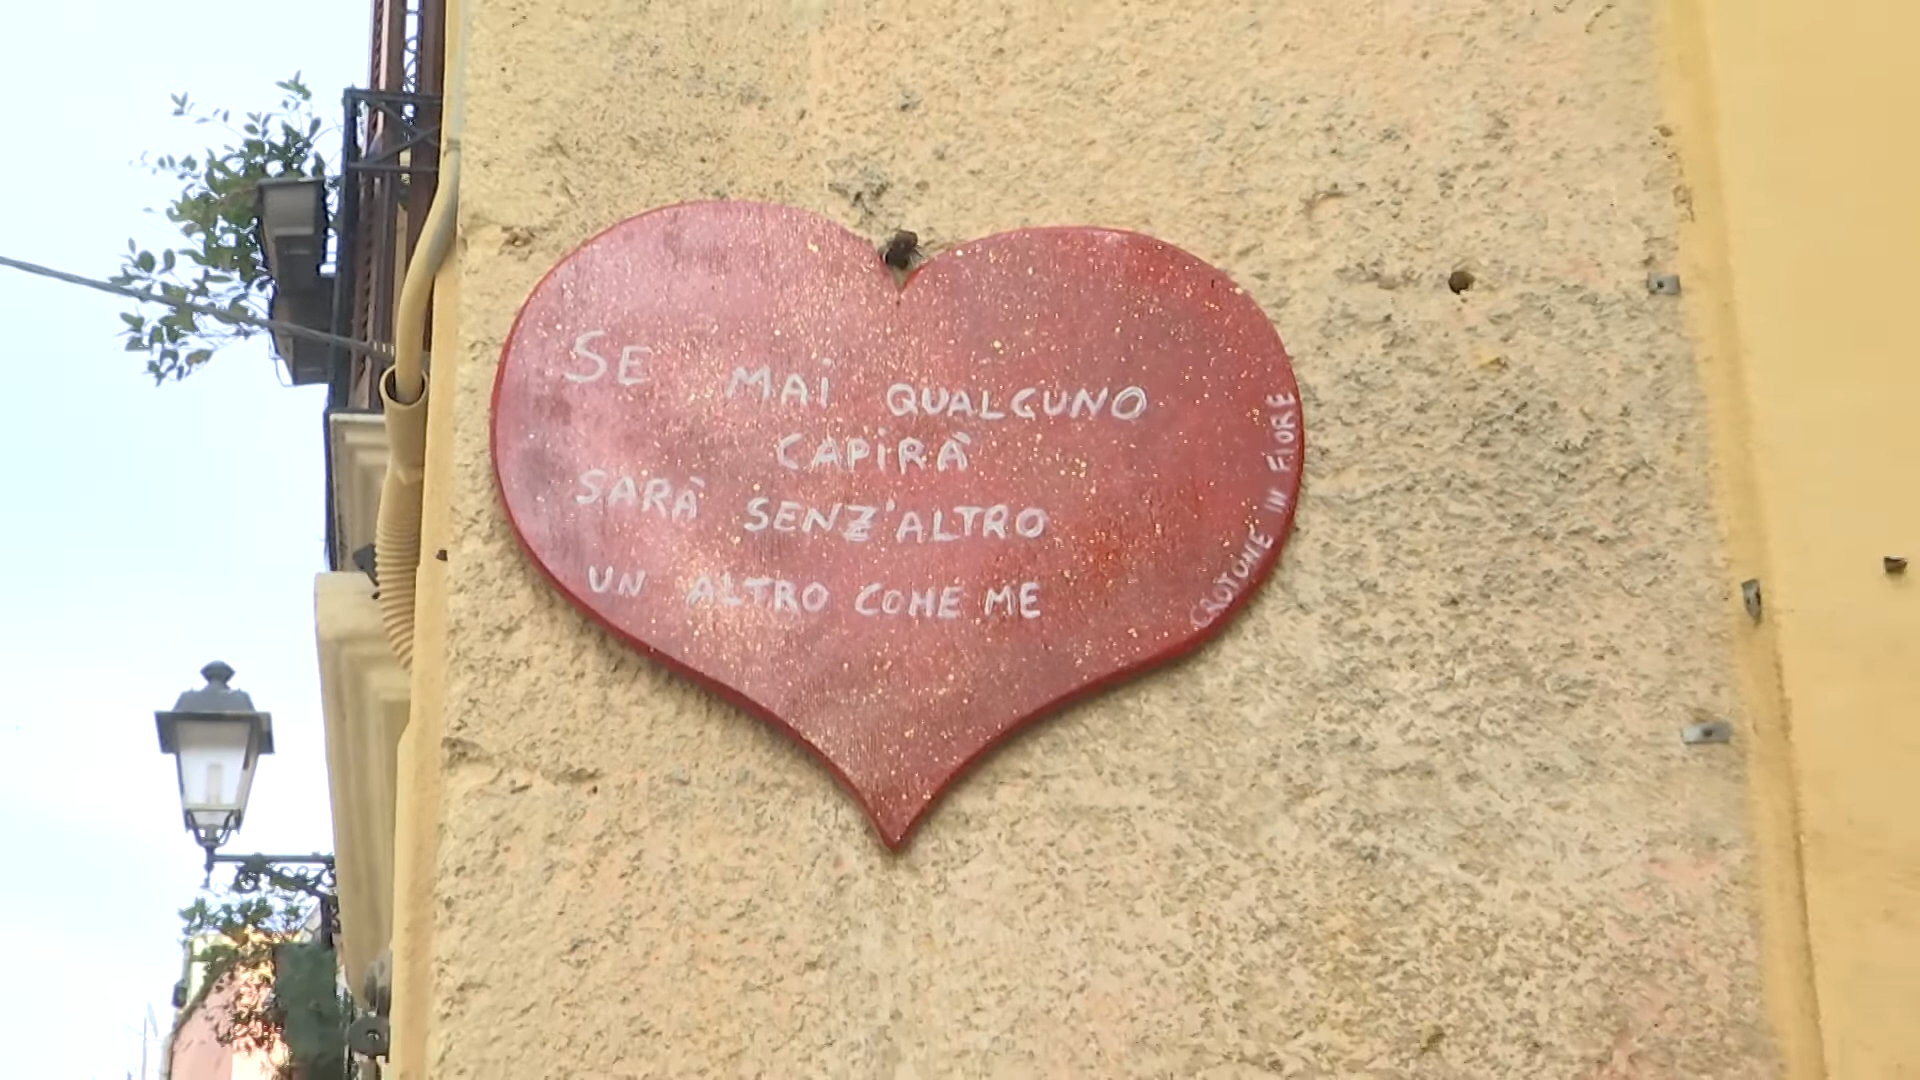 SE MAI QUALCUNO
CAPIRÀ
SARÀ SENZ'ALTRO
UN ALTRO COME ME
CROTONE IN FIORE